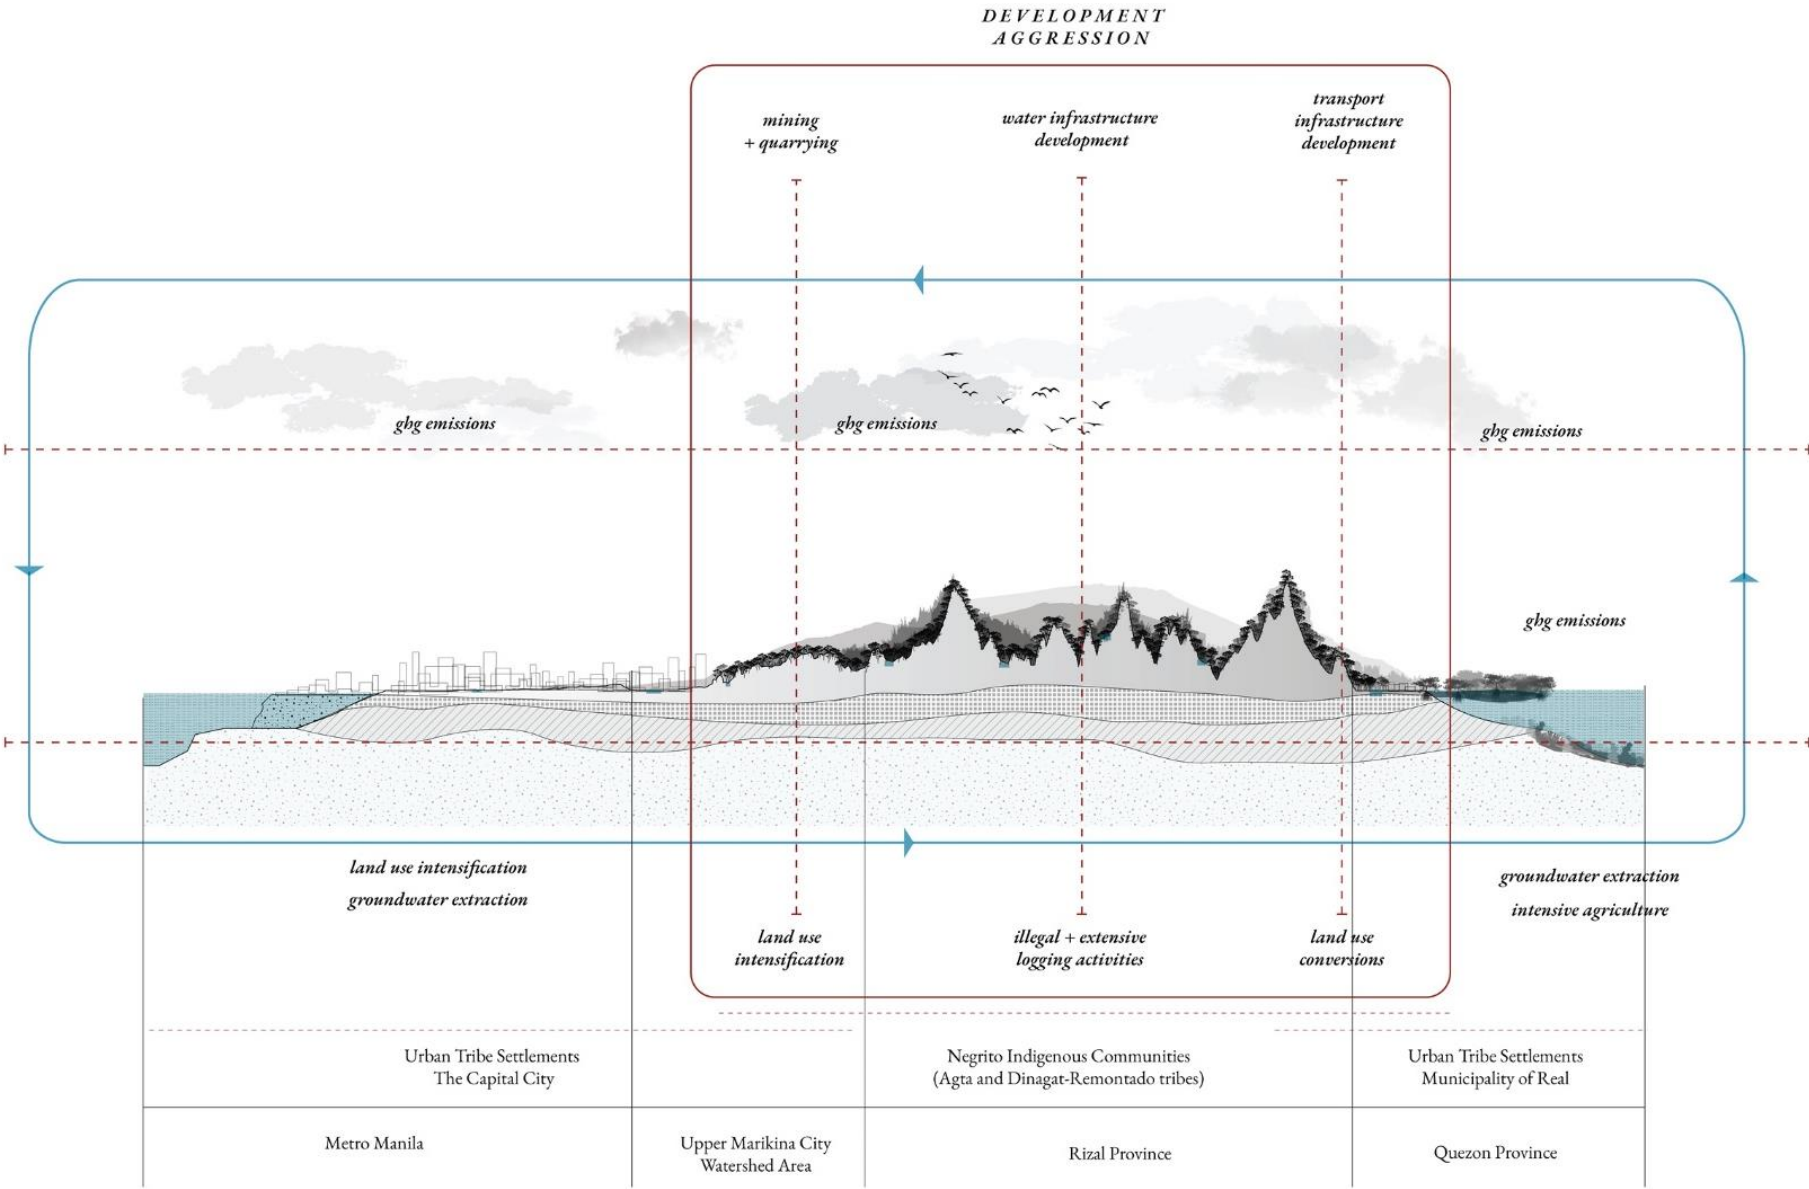 DEVELOPMENT
AGGRESSION
mining
+ quarrying
water infrastructure
development
transport
infrastructure
development
ghg emissions
ghg emissions
ghg emissions
ghg emissions
land use intensification
groundwater extraction
groundwater extraction
intensive agriculture
land use
intensification
illegal + extensive
logging activities
land use
conversions
Urban Tribe Settlements
The Capital City
Negrito Indigenous Communities
(Agta and Dinagat-Remontado tribes)
Urban Tribe Settlements
Municipality of Real
Metro Manila
Upper Marikina City
Watershed Area
Rizal Province
Quezon Province